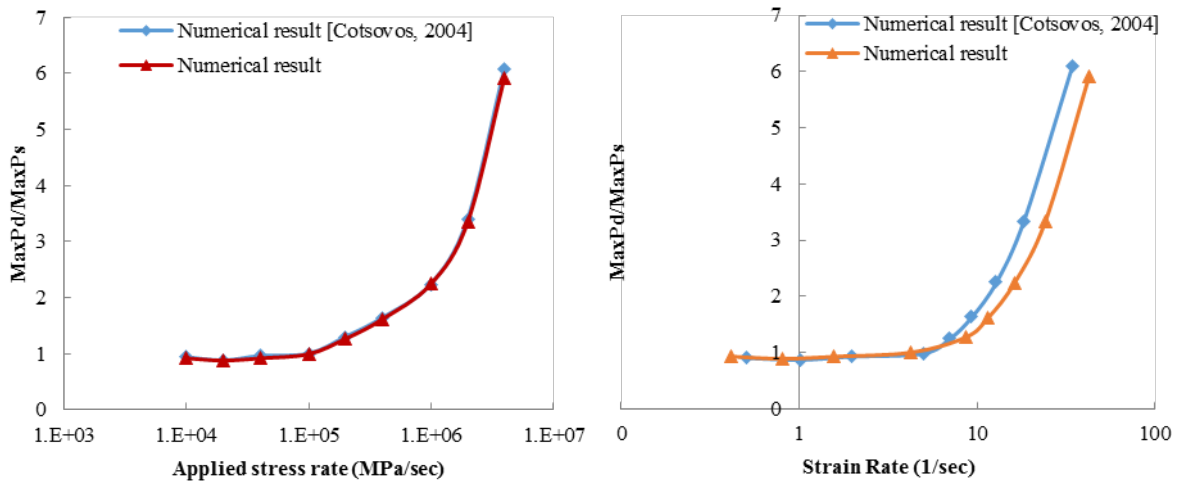 7
6
5
4
3
2
1
0
MaxPd/MaxPs
Numerical result [Cotsovos, 2004]
Numerical result
1.E+03 1.E+04 1.E+05 1.E+06 1.E+07
Applied stress rate (MPa/sec)
7
6
5
4
3
2
1
0
MaxPd/MaxPs
Numerical result [Cotsovos, 2004]
Numerical result
0 1 10 100
Strain Rate (1/sec)